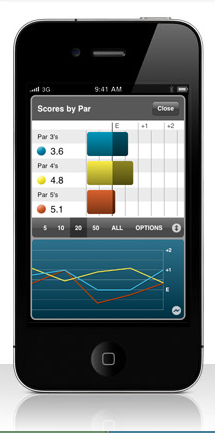 3G 9:41 AM
Scores by Par Close
E +1 +2
Par 3's
3.6
Par 4's
4.8
Par 5's
5.1
5 10 20 50 ALL OPTIONS
+2
+1
E